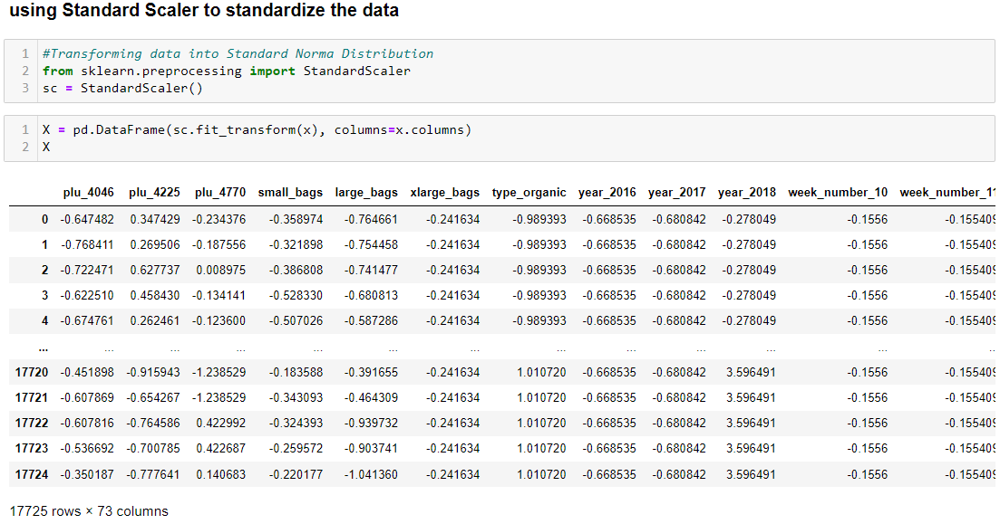 using Standard Scaler to standardize the data
1 #Transforming data into Standard Norma Distribution
2 from sklearn.preprocessing import StandardScaler
3 sc = StandardScaler()
1 X = pd.DataFrame(sc.fit_transform(x), columns=x.columns)
2 X
plu_4046 plu_4225 plu_4770 small_bags large_bags xlarge_bags type_organic year_2016 year_2017 year_2018 week_number_10 week_number_11
0 -0.647482 0.347429 -0.234376 -0.358974 -0.764661 -0.241634 -0.989393 -0.668535 -0.680842 -0.278049 -0.1556 -0.155409
1 -0.768411 0.269506 -0.187556 -0.321898 -0.754458 -0.241634 -0.989393 -0.668535 -0.680842 -0.278049 -0.1556 -0.155409
2 -0.722471 0.627737 0.008975 -0.386808 -0.741477 -0.241634 -0.989393 -0.668535 -0.680842 -0.278049 -0.1556 -0.155409
3 -0.622510 0.458430 -0.134141 -0.528330 -0.680813 -0.241634 -0.989393 -0.668535 -0.680842 -0.278049 -0.1556 -0.155409
4 -0.674761 0.262461 -0.123600 -0.507026 -0.587286 -0.241634 -0.989393 -0.668535 -0.680842 -0.278049 -0.1556 -0.155409
... ... ... ... ... ... ... ... ... ... ... ... ..
17720 -0.451898 -0.915943 -1.238529 -0.183588 -0.391655 -0.241634 1.010720 -0.668535 -0.680842 3.596491 -0.1556 -0.155409
17721 -0.607869 -0.654267 -1.238529 -0.343093 -0.464309 -0.241634 1.010720 -0.668535 -0.680842 3.596491 -0.1556 -0.155409
17722 -0.607816 -0.764586 0.422992 -0.324393 -0.939732 -0.241634 1.010720 -0.668535 -0.680842 3.596491 -0.1556 -0.155409
17723 -0.536692 -0.700785 0.422687 -0.259572 -0.903741 -0.241634 1.010720 -0.668535 -0.680842 3.596491 -0.1556 -0.155409
17724 -0.350187 -0.777641 0.140683 -0.220177 -1.041360 -0.241634 1.010720 -0.668535 -0.680842 3.596491 -0.1556 -0.155409
17725 rows × 73 columns